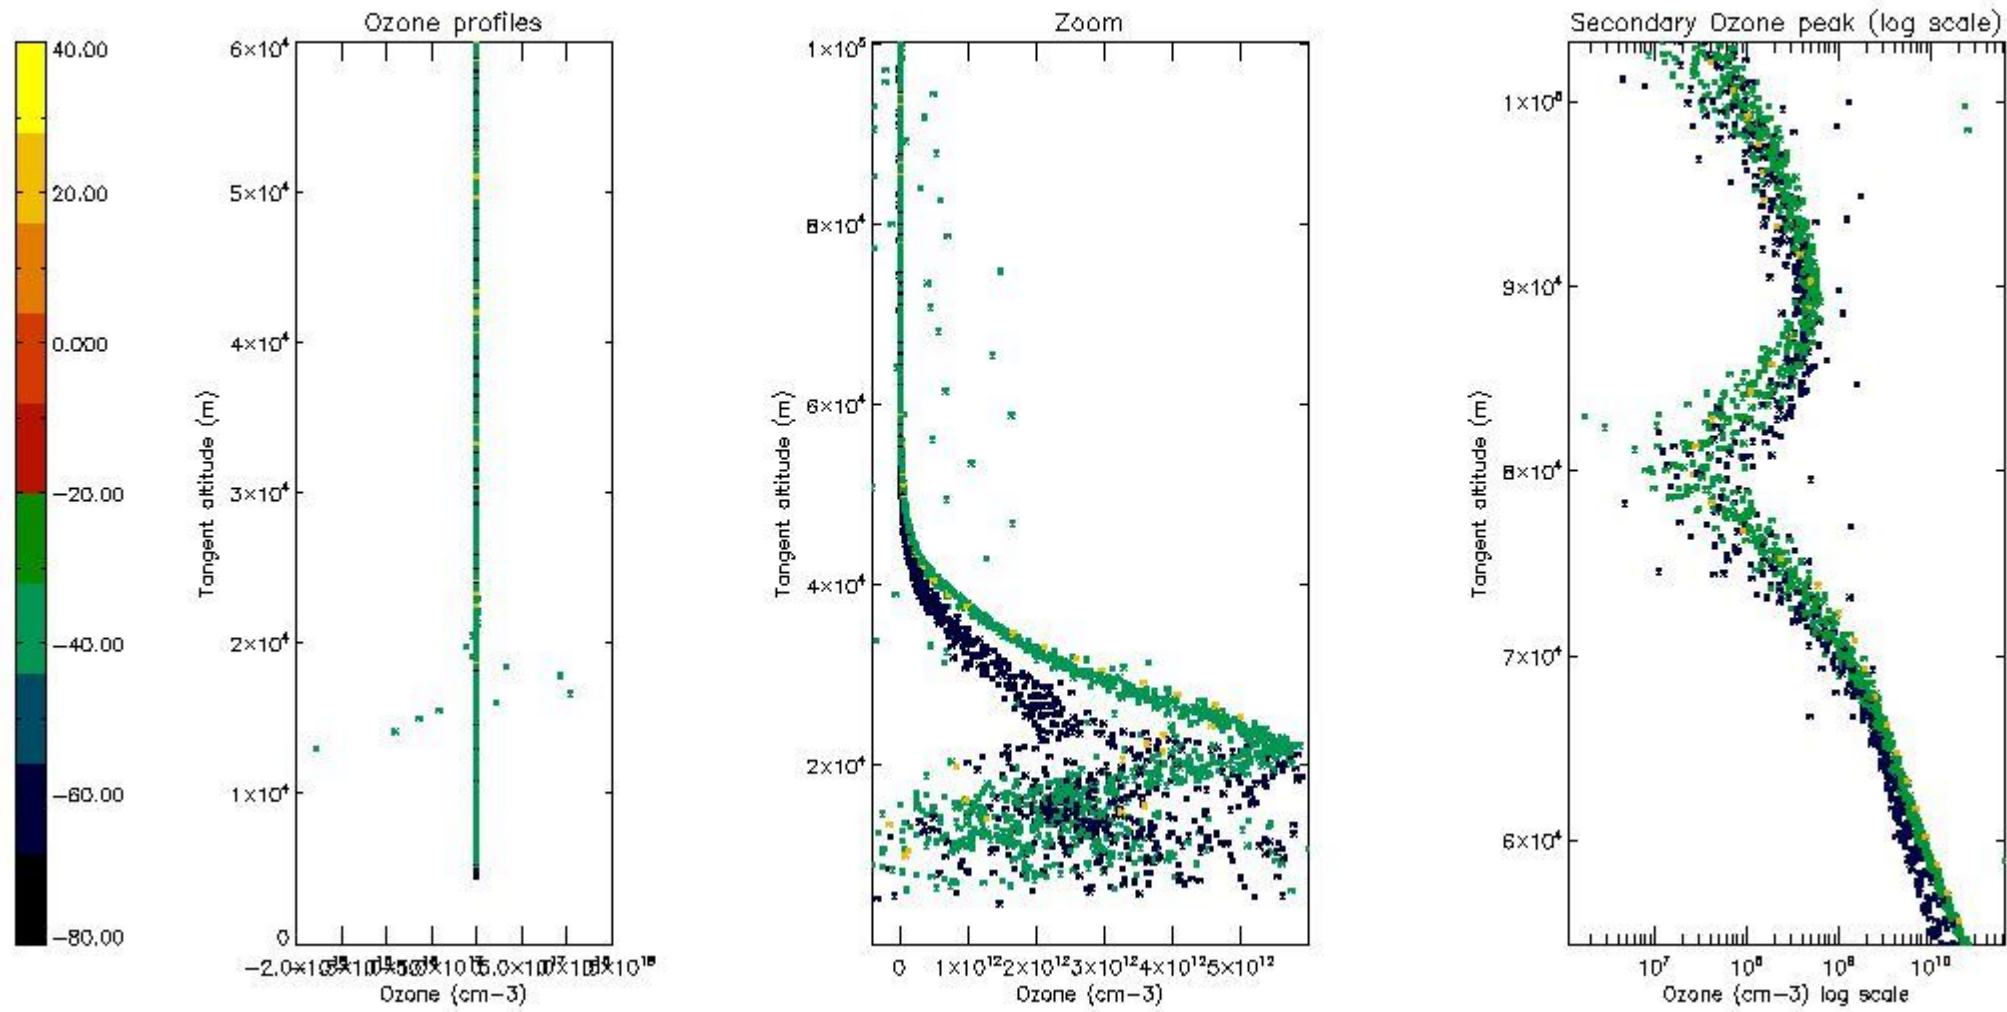 Ozone profiles
Zoom
Secondary Ozone peak (log scale)
40.00
20.00
0.000
−20.00
−40.00
−60.00
−80.00
6×10⁴
5×10⁴
4×10⁴
3×10⁴
2×10⁴
1×10⁴
0
Tangent altitude (m)
Ozone (cm−3)
1×10⁵
8×10⁴
6×10⁴
4×10⁴
2×10⁴
Tangent altitude (m)
0 1×10¹² 2×10¹² 3×10¹² 4×10¹² 5×10¹²
Ozone (cm−3)
1×10⁵
9×10⁴
8×10⁴
7×10⁴
6×10⁴
Tangent altitude (m)
10⁷ 10⁸ 10⁹ 10¹⁰
Ozone (cm−3) log scale